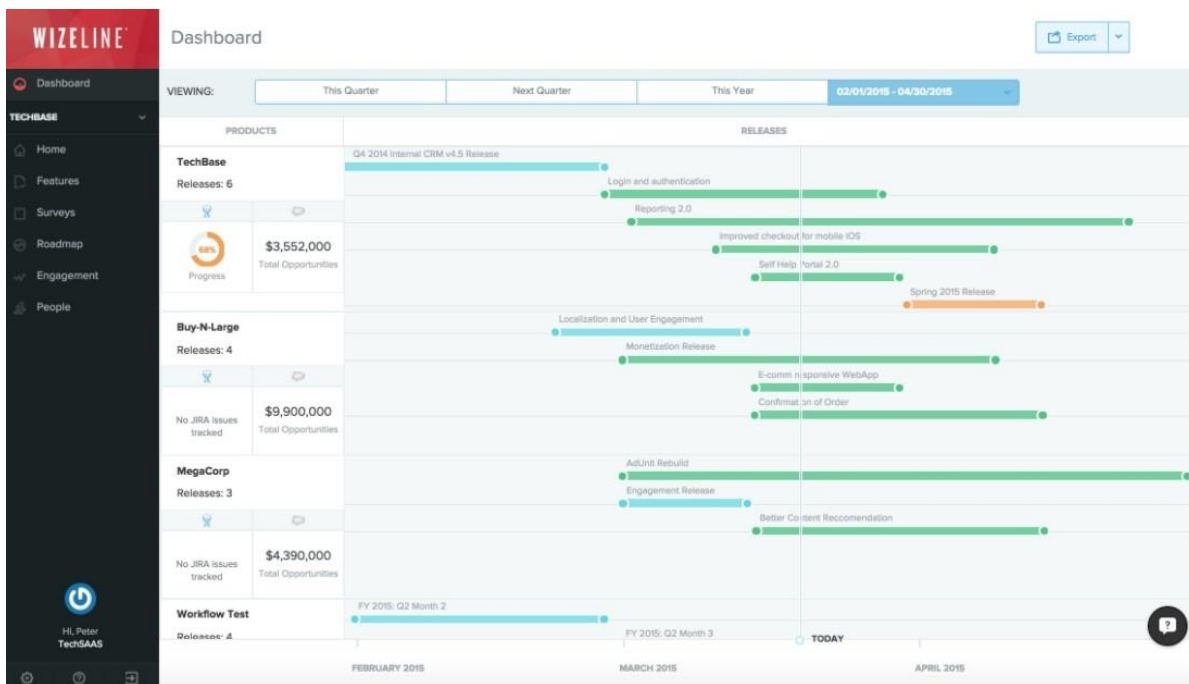 WIZELINE
Dashboard
Export
Dashboard
TECHBASE
Home
Features
Surveys
Roadmap
Engagement
People
Hi, Peter
TechSAAS
VIEWING:
This Quarter
Next Quarter
This Year
02/01/2015 - 04/30/2015
PRODUCTS
RELEASES
TechBase
Releases: 6
68%
Progress
$3,552,000
Total Opportunities
Q4 2014 Internal CRM v4.5 Release
Login and authentication
Reporting 2.0
Improved checkout for mobile iOS
Self Help Portal 2.0
Spring 2015 Release
Buy-N-Large
Releases: 4
No JIRA issues
tracked
$9,900,000
Total Opportunities
Localization and User Engagement
Monetization Release
E-comm responsive WebApp
Confirmation of Order
MegaCorp
Releases: 3
No JIRA issues
tracked
$4,390,000
Total Opportunities
AdUnit Rebuild
Engagement Release
Better Content Reccomendation
Workflow Test
Releases: 4
FY 2015: Q2 Month 2
FY 2015: Q2 Month 3
TODAY
FEBRUARY 2015
MARCH 2015
APRIL 2015